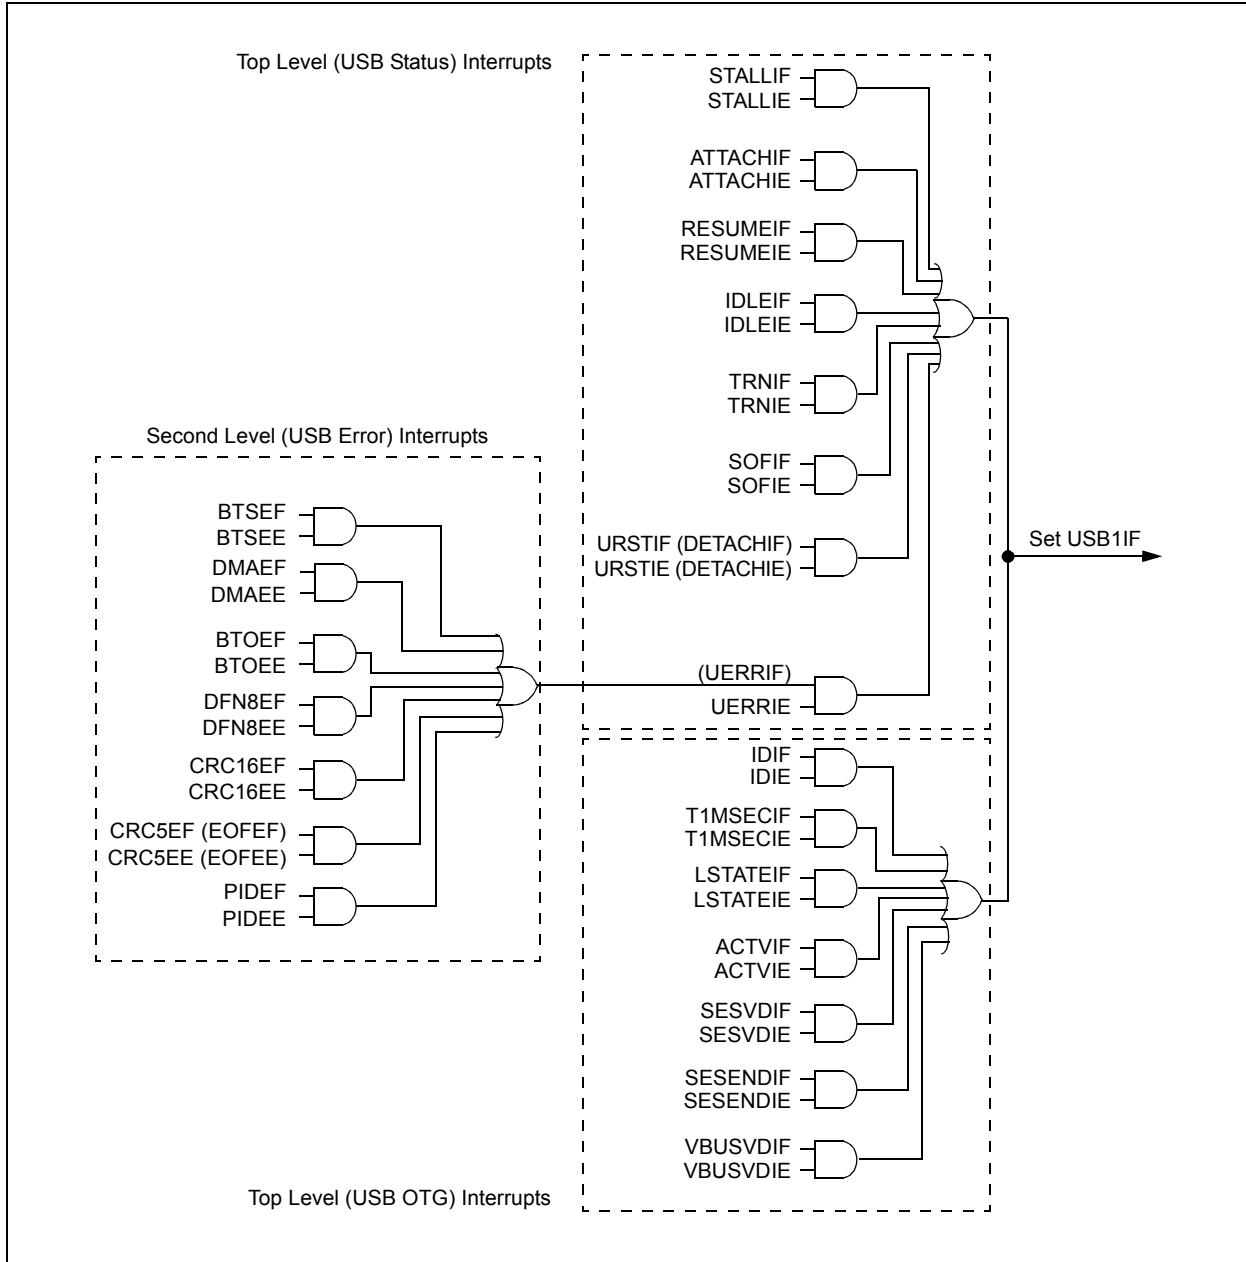 Top Level (USB Status) Interrupts
STALLIF
STALLIE
ATTACHIF
ATTACHIE
RESUMEIF
RESUMEIE
IDLEIF
IDLEIE
TRNIF
TRNIE
SOFIF
SOFIE
URSTIF (DETACHIF)
URSTIE (DETACHIE)
(UERRIF)
UERRIE
Second Level (USB Error) Interrupts
BTSEF
BTSEE
DMAEF
DMAEE
BTOEF
BTOEE
DFN8EF
DFN8EE
CRC16EF
CRC16EE
CRC5EF (EOFEF)
CRC5EE (EOFEE)
PIDEF
PIDEE
Set USB1IF
IDIF
IDIE
T1MSECIF
T1MSECIE
LSTATEIF
LSTATEIE
ACTVIF
ACTVIE
SESVDIF
SESVDIE
SESENDIF
SESENDIE
VBUSVDIF
VBUSVDIE
Top Level (USB OTG) Interrupts